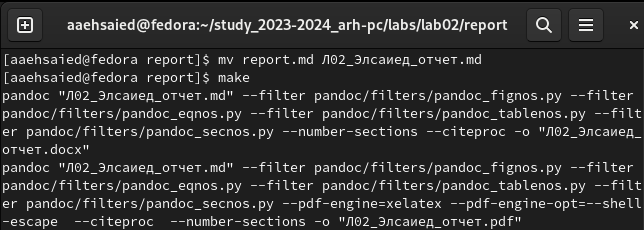 aaehsaied@fedora:~/study_2023-2024_arh-pc/labs/lab02/report
[aaehsaied@fedora report]$ mv report.md Л02_Элсаиед_отчет.md
[aaehsaied@fedora report]$ make
pandoc "Л02_Элсаиед_отчет.md" --filter pandoc/filters/pandoc_fignos.py --filter
pandoc/filters/pandoc_eqnos.py --filter pandoc/filters/pandoc_tablenos.py --filt
er pandoc/filters/pandoc_secnos.py --number-sections --citeproc -o "Л02_Элсаиед_
отчет.docx"
pandoc "Л02_Элсаиед_отчет.md" --filter pandoc/filters/pandoc_fignos.py --filter
pandoc/filters/pandoc_eqnos.py --filter pandoc/filters/pandoc_tablenos.py --filt
er pandoc/filters/pandoc_secnos.py --pdf-engine=xelatex --pdf-engine-opt=--shell
-escape  --citeproc  --number-sections -o "Л02_Элсаиед_отчет.pdf"